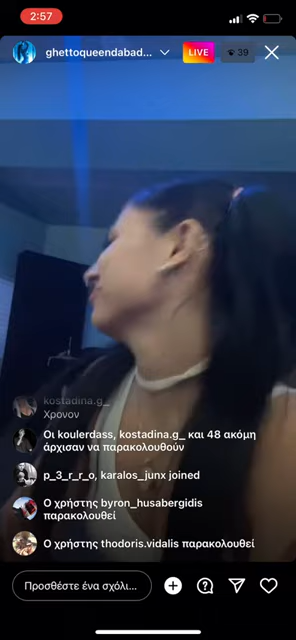 2:57
ghettoqueendabad...
LIVE
39
kostadina.g_
Χρονον
Οι koulerdass, kostadina.g_ και 48 ακόμη
άρχισαν να παρακολουθούν
p_3_r_r_o, karalos_junx joined
Ο χρήστης byron_husabergidis
παρακολουθεί
Ο χρήστης thodoris.vidalis παρακολουθεί
Προσθέστε ένα σχόλι...